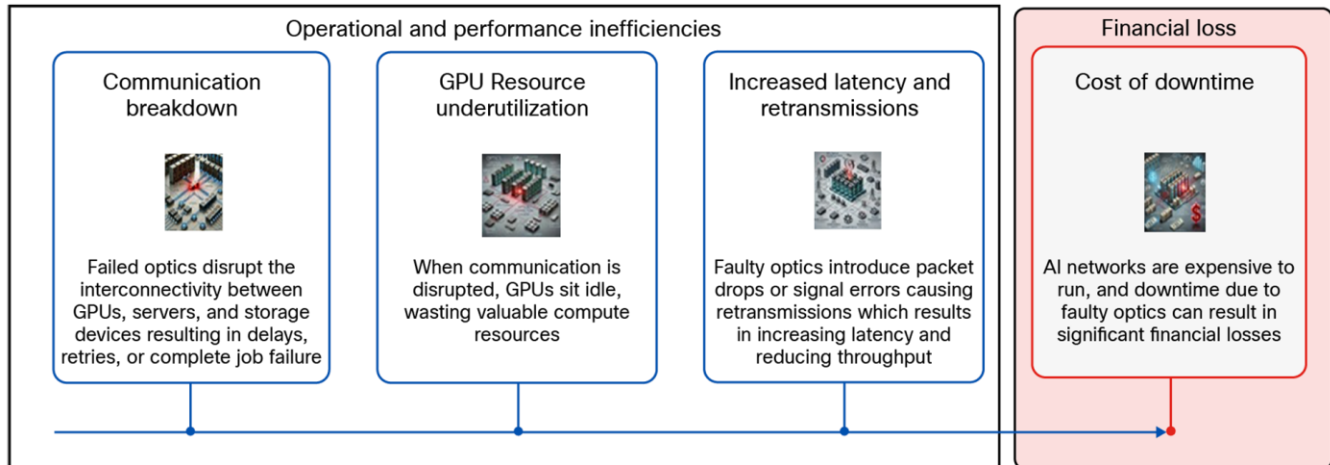 Operational and performance inefficiencies
Communication
breakdown
Failed optics disrupt the
interconnectivity between
GPUs, servers, and storage
devices resulting in delays,
retries, or complete job failure
GPU Resource
underutilization
When communication is
disrupted, GPUs sit idle,
wasting valuable compute
resources
Increased latency and
retransmissions
Faulty optics introduce packet
drops or signal errors causing
retransmissions which results
in increasing latency and
reducing throughput
Financial loss
Cost of downtime
$
AI networks are expensive to
run, and downtime due to
faulty optics can result in
significant financial losses